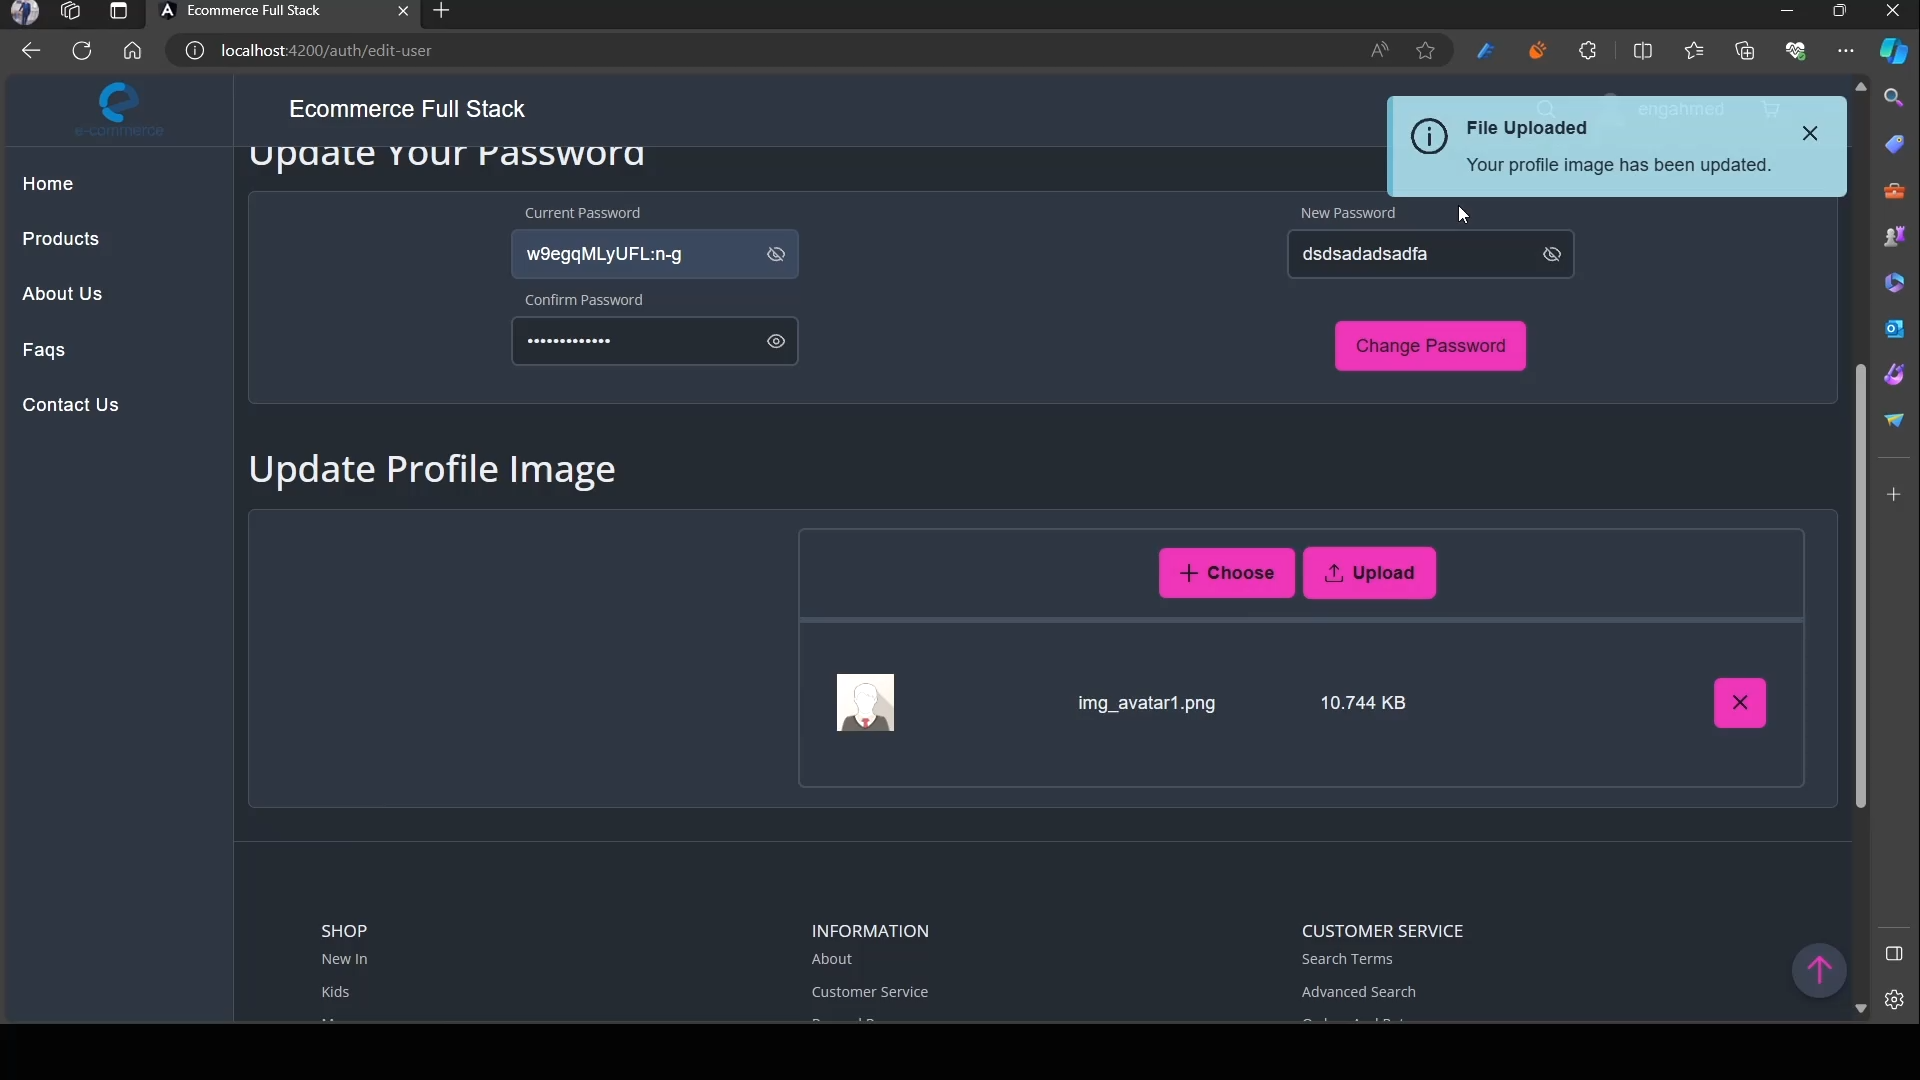 Ecommerce Full Stack
localhost:4200/auth/edit-user
e-commerce
Ecommerce Full Stack
engahmed
File Uploaded
Your profile image has been updated.
Home
Products
About Us
Faqs
Contact Us
Update Your Password
Current Password
New Password
w9egqMLyUFL:n-g
dsdsadadsadfa
Confirm Password
•••••••••••••
Change Password
Update Profile Image
Choose
Upload
img_avatar1.png
10.744 KB
SHOP
INFORMATION
CUSTOMER SERVICE
New In
About
Search Terms
Kids
Customer Service
Advanced Search